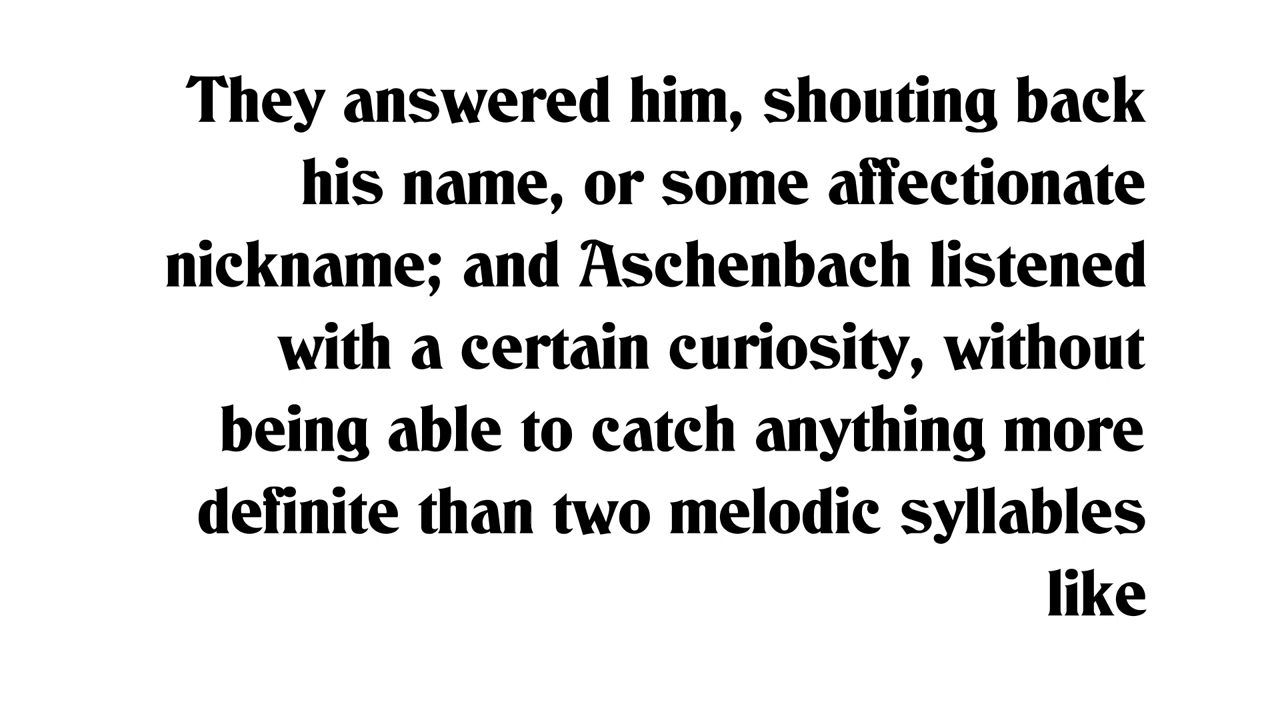 They answered him, shouting back
his name, or some affectionate
nickname; and Aschenbach listened
with a certain curiosity, without
being able to catch anything more
definite than two melodic syllables
like